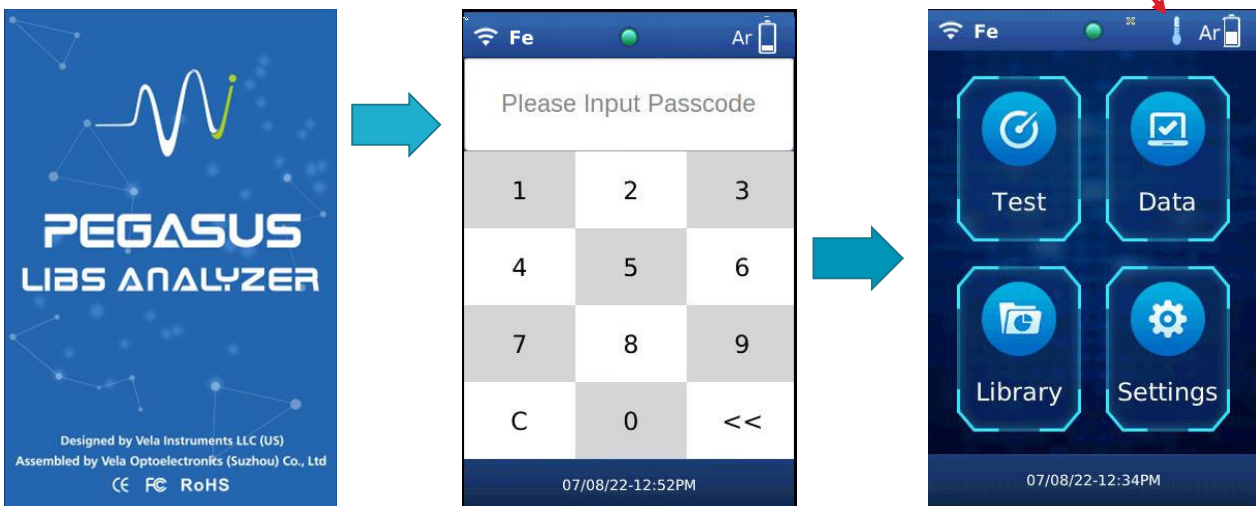 PEGASUS
LIBS ANALYZER
Designed by Vela Instruments LLC (US)
Assembled by Vela Optoelectronics (Suzhou) Co., Ltd
CE FC RoHS
Fe Ar
Please Input Passcode
1 2 3
4 5 6
7 8 9
C 0 <<
07/08/22-12:52PM
Fe Ar
Test Data
Library Settings
07/08/22-12:34PM